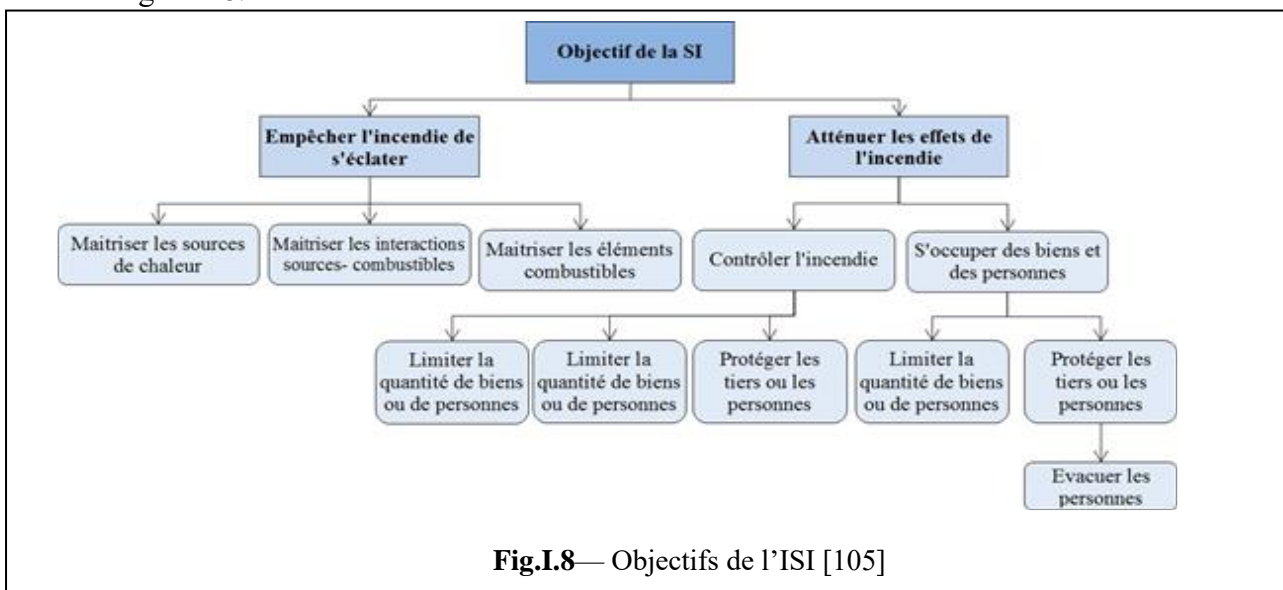 Objectif de la SI
Empêcher l'incendie de
s'éclater
Atténuer les effets de
l'incendie
Maitriser les sources
de chaleur
Maitriser les interactions
sources- combustibles
Maitriser les éléments
combustibles
Contrôler l'incendie
S'occuper des biens et
des personnes
Limiter la
quantité de biens
ou de personnes
Limiter la
quantité de biens
ou de personnes
Protéger les
tiers ou les
personnes
Limiter la
quantité de biens
ou de personnes
Protéger les
tiers ou les
personnes
Evacuer les
personnes
Fig.I.8— Objectifs de l'ISI [105]